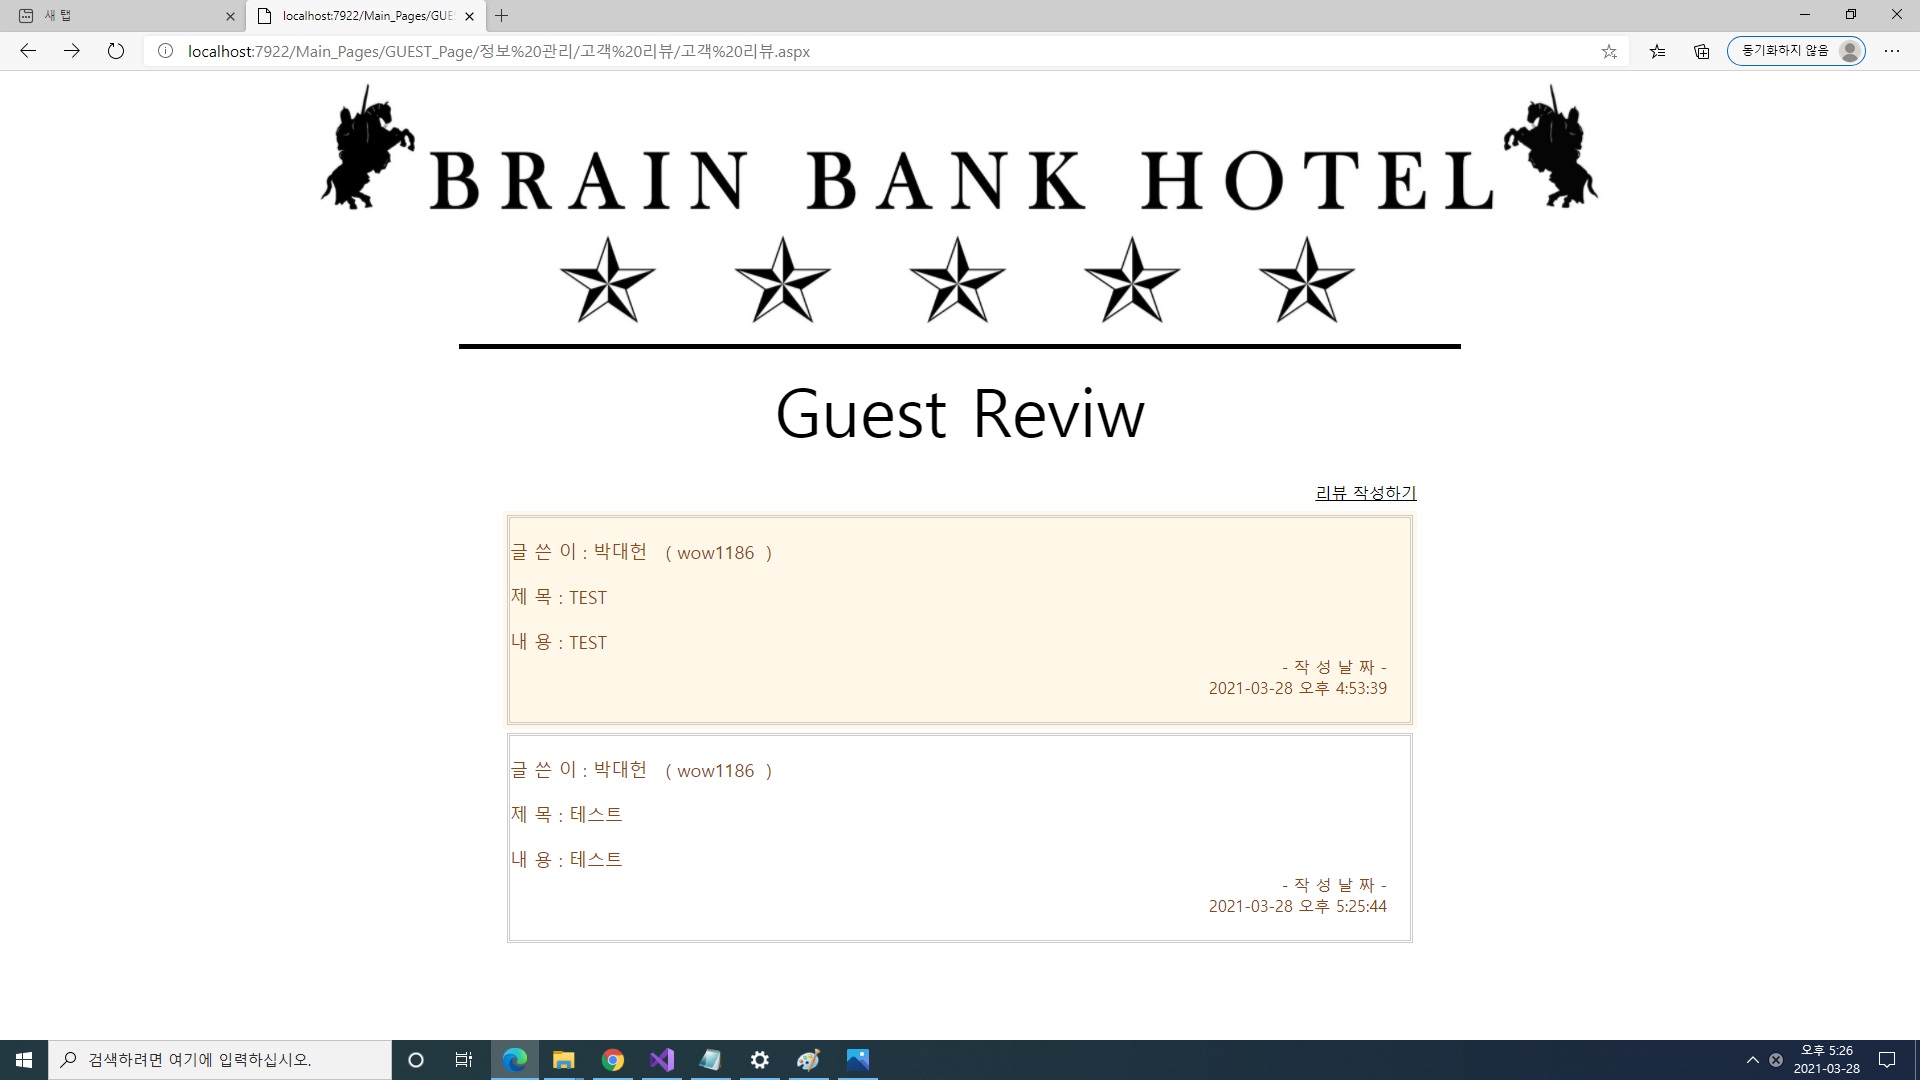 새 탭
localhost:7922/Main_Pages/GUE
localhost:7922/Main_Pages/GUEST_Page/정보%20관리/고객%20리뷰/고객%20리뷰.aspx
동기화하지 않음
BRAIN BANK HOTEL
Guest Reviw
리뷰 작성하기
글 쓴 이 : 박대헌 ( wow1186 )
제 목 : TEST
내 용 : TEST
- 작 성 날 짜 -
2021-03-28 오후 4:53:39
글 쓴 이 : 박대헌 ( wow1186 )
제 목 : 테스트
내 용 : 테스트
- 작 성 날 짜 -
2021-03-28 오후 5:25:44
검색하려면 여기에 입력하십시오.
오후 5:26
2021-03-28